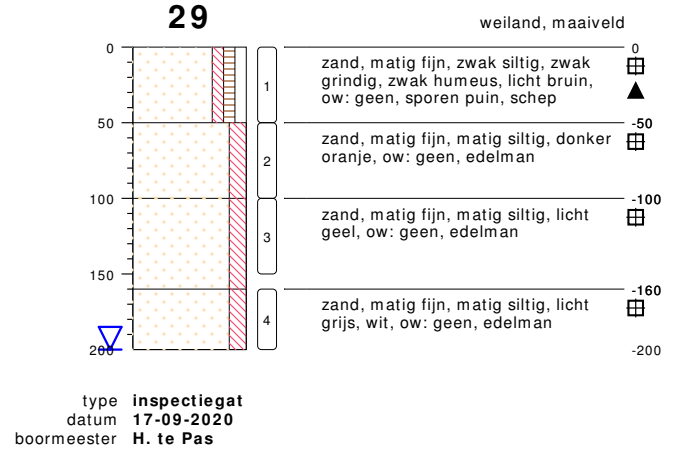 29
weiland, maaiveld
0
0
1
zand, matig fijn, zwak siltig, zwak
grindig, zwak humeus, licht bruin,
ow: geen, sporen puin, schep
50
-50
2
zand, matig fijn, matig siltig, donker
oranje, ow: geen, edelman
100
-100
3
zand, matig fijn, matig siltig, licht
geel, ow: geen, edelman
150
-160
4
zand, matig fijn, matig siltig, licht
grijs, wit, ow: geen, edelman
200
-200
type inspectiegat
datum 17-09-2020
boormeester H. te Pas